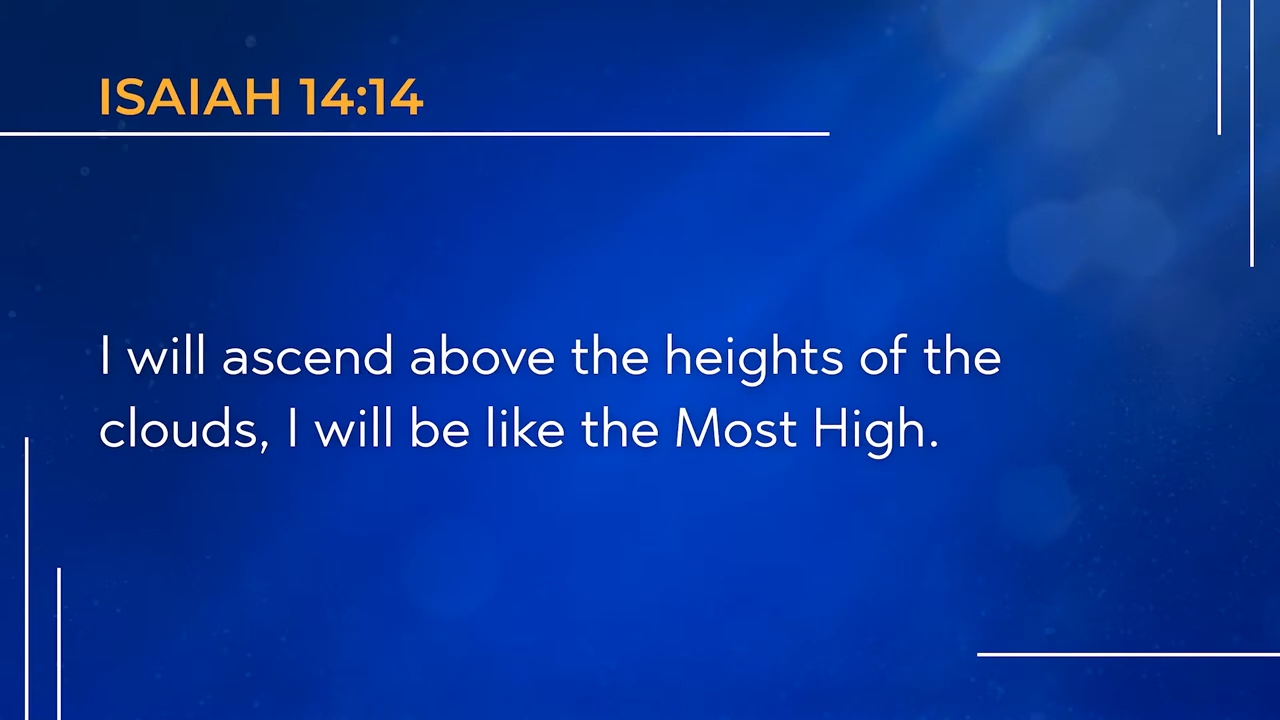 ISAIAH 14:14
I will ascend above the heights of the
clouds, I will be like the Most High.